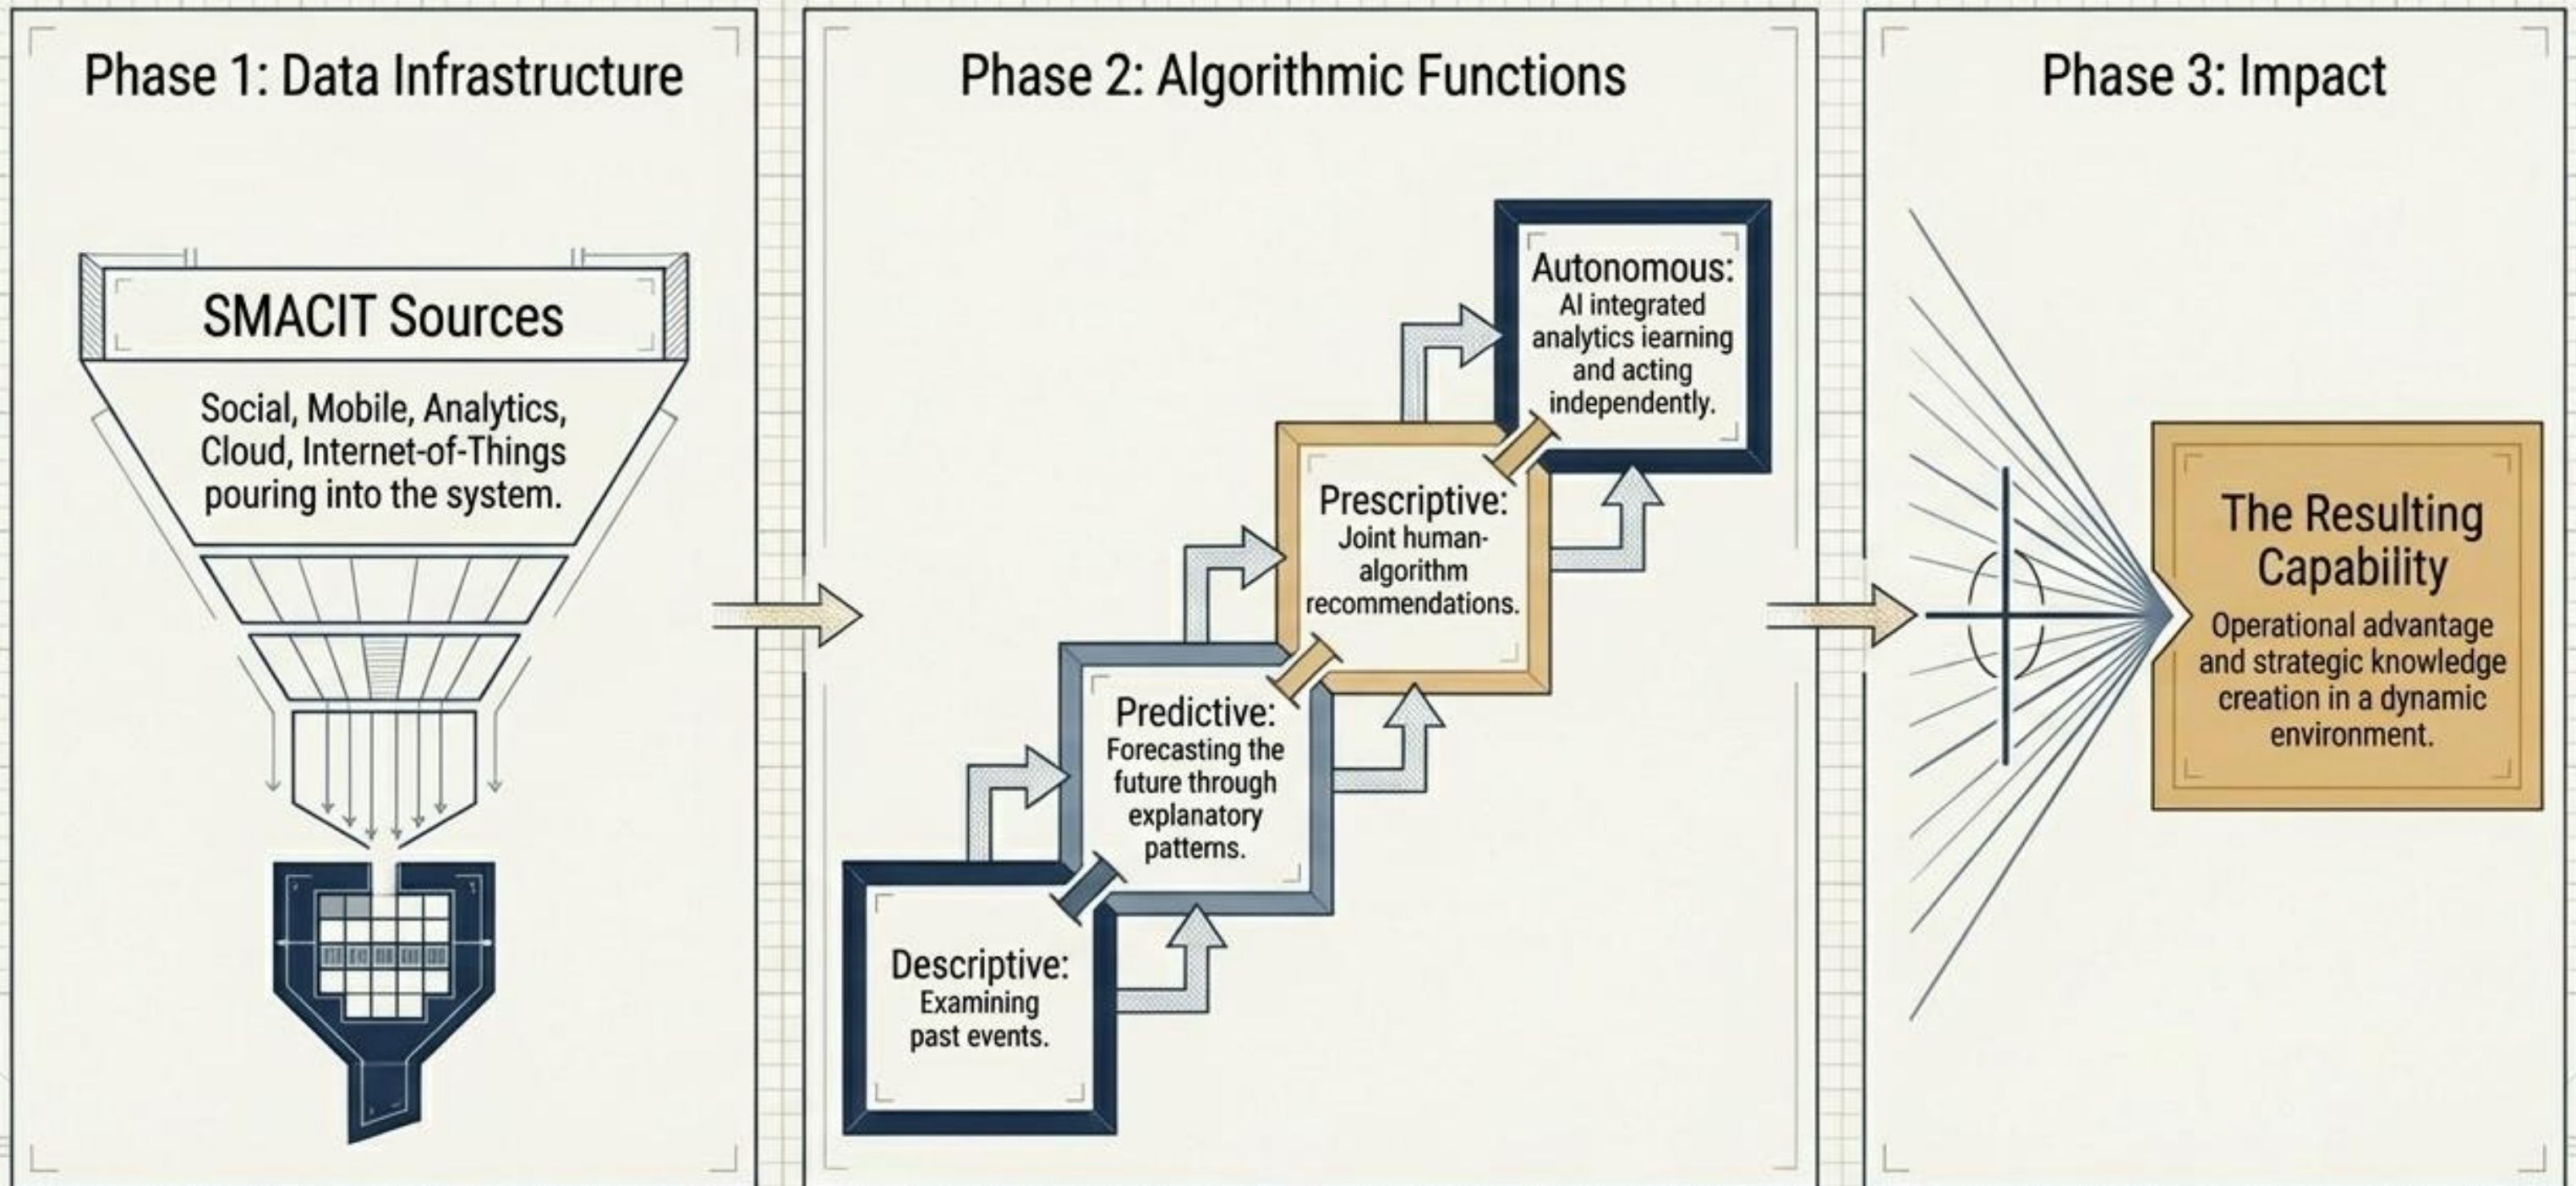 Phase 1: Data Infrastructure
SMACIT Sources
Social, Mobile, Analytics,
Cloud, Internet-of-Things
pouring into the system.
Phase 2: Algorithmic Functions
Autonomous:
AI integrated
analytics iearning
and acting
independently.
Prescriptive:
Joint human-
algorithm
recommendations.
Predictive:
Forecasting the
future through
explanatory
patterns.
Descriptive:
Examining
past events.
Phase 3: Impact
The Resulting
Capability
Operational advantage
and strategic knowledge
creation in a dynamic
environment.